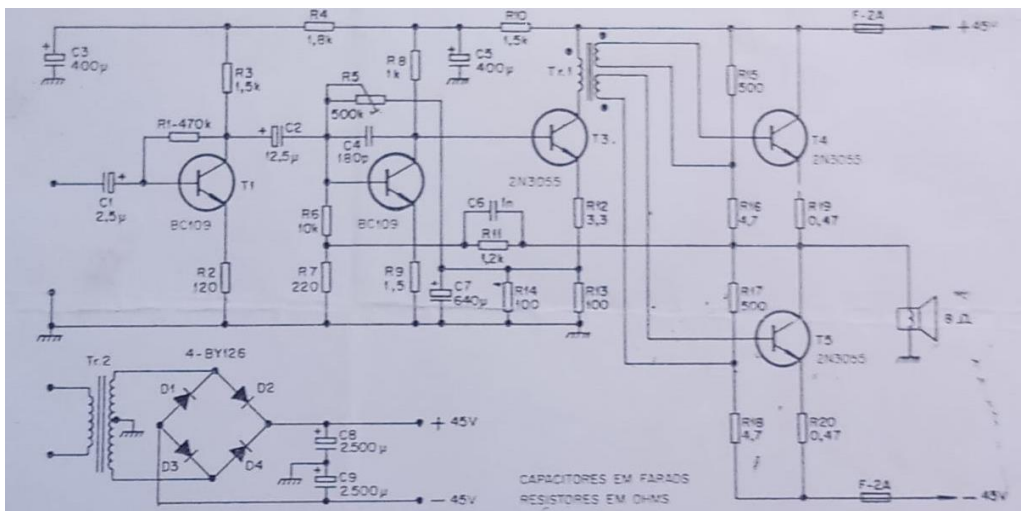 R4
1,8k
R10
1,5k
F-2A
+45V
C3
400µ
R3
1,5k
R8
1k
C5
400µ
Tr.1
R15
500
R5
500k
R1-470k
C2
12,5µ
C4
180p
T3
2N3055
T4
2N3055
T1
BC109
C1
2,5µ
BC109
R6
10k
C6
1n
R12
3,3
R16
4,7
R19
0,47
R11
1,2k
R2
120
R7
220
R9
1,5
C7
640µ
R14
100
R13
100
R17
500
8 Ω
T5
2N3055
Tr.2
4-BY126
D1
D2
D3
D4
+ 45V
C8
2.500µ
C9
2.500µ
- 45V
R18
4,7
R20
0,47
CAPACITORES EM FARADS
RESISTORES EM OHMS
F-2A
- 45V